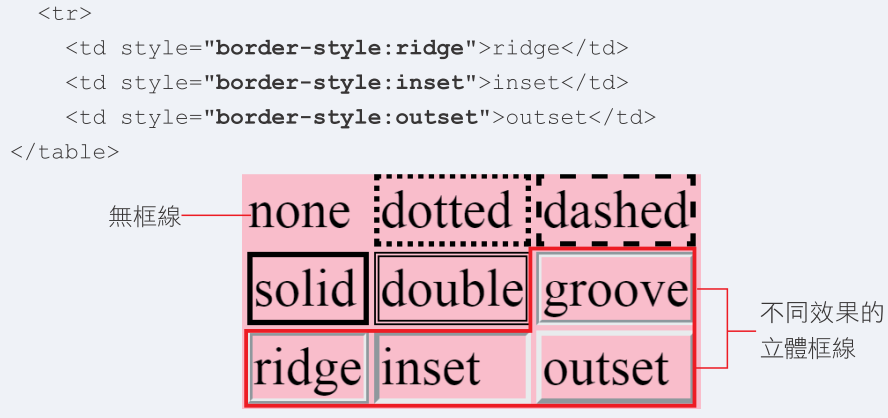 <tr>
<td style="border-style:ridge">ridge</td>
<td style="border-style:inset">inset</td>
<td style="border-style:outset">outset</td>
</table>
無框線
none dotted dashed
solid double groove
ridge inset outset
不同效果的
立體框線